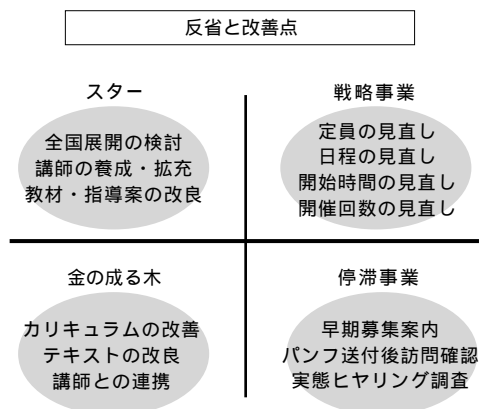 反省と改善点
スター
全国展開の検討
講師の養成・拡充
教材・指導案の改良
戦略事業
定員の見直し
日程の見直し
開始時間の見直し
開催回数の見直し
金の成る木
カリキュラムの改善
テキストの改良
講師との連携
停滞事業
早期募集案内
パンフ送付後訪問確認
実態ヒヤリング調査